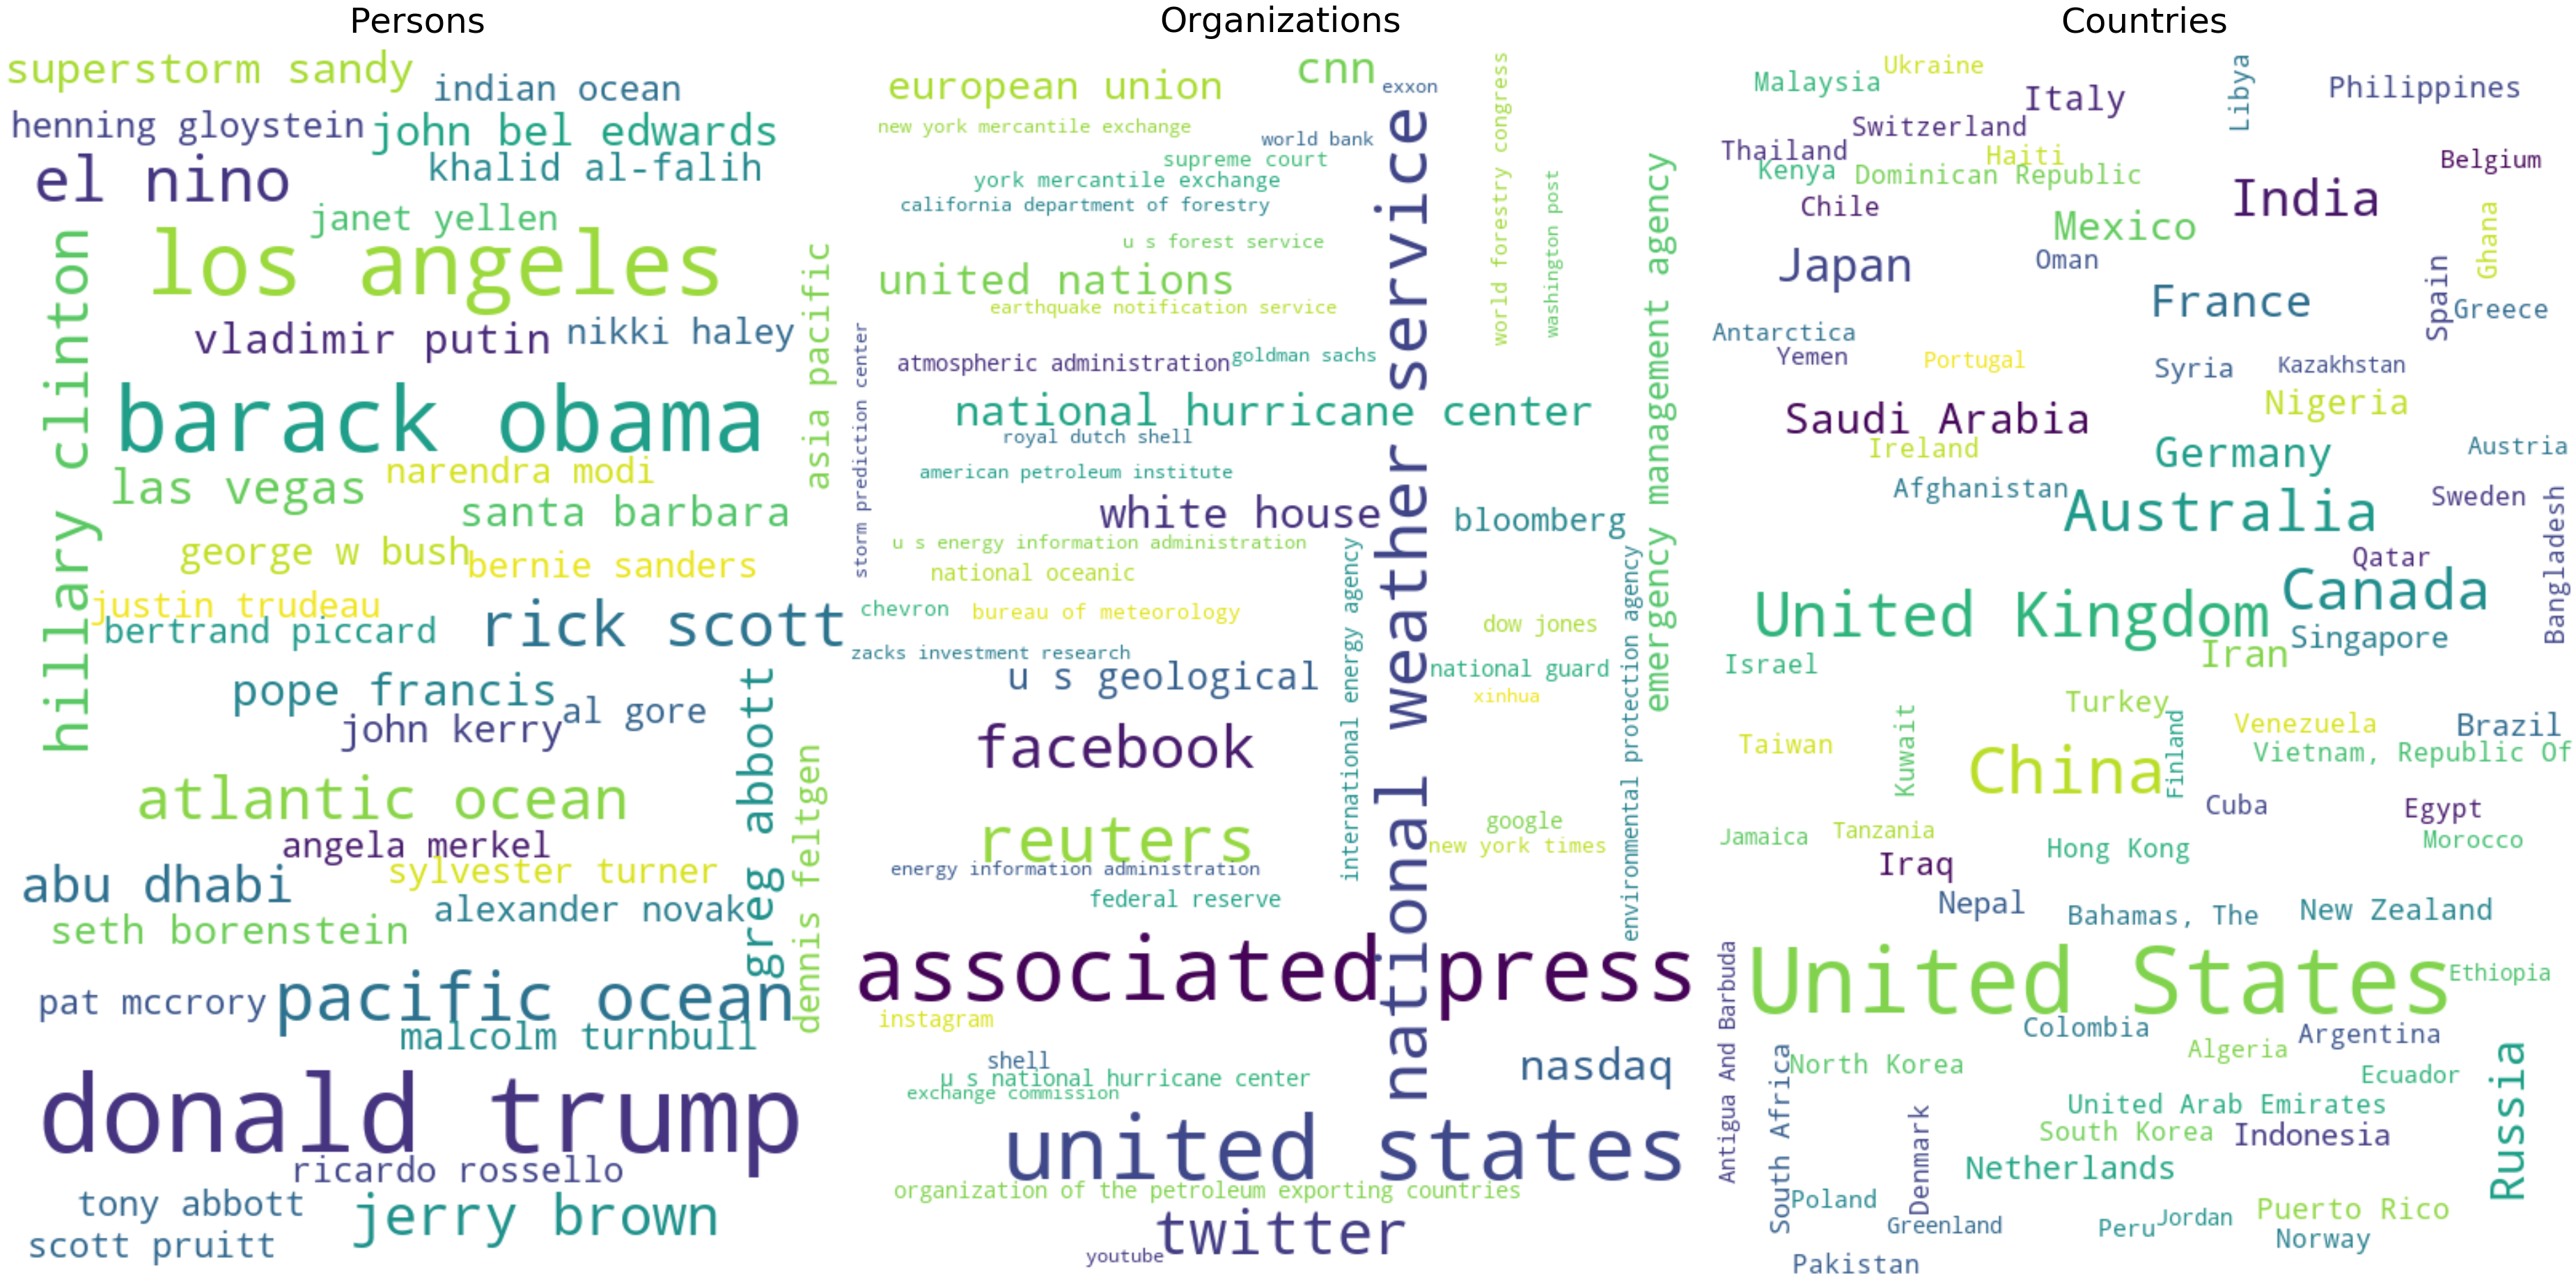 Persons
superstorm sandy
indian ocean
henning gloystein
john bel edwards
el nino
khalid al-falih
janet yellen
los angeles
hillary clinton
asia pacific
vladimir putin
nikki haley
barack obama
las vegas
narendra modi
santa barbara
george w bush
bernie sanders
justin trudeau
bertrand piccard
rick scott
pope francis
al gore
john kerry
greg abbott
atlantic ocean
dennis feltgen
angela merkel
sylvester turner
abu dhabi
alexander novak
seth borenstein
pat mccrory
pacific ocean
malcolm turnbull
donald trump
ricardo rossello
tony abbott
jerry brown
scott pruitt
Organizations
european union
cnn
exxon
new york mercantile exchange
world bank
supreme court
york mercantile exchange
california department of forestry
world forestry congress
washington post
u s forest service
united nations
earthquake notification service
emergency management agency
national weather service
storm prediction center
atmospheric administration
goldman sachs
national hurricane center
royal dutch shell
american petroleum institute
white house
bloomberg
u s energy information administration
national oceanic
international energy agency
environmental protection agency
chevron
bureau of meteorology
dow jones
zacks investment research
u s geological
national guard
xinhua
facebook
reuters
google
new york times
energy information administration
federal reserve
associated press
instagram
shell
nasdaq
u s national hurricane center
exchange commission
united states
organization of the petroleum exporting countries
twitter
youtube
Countries
Ukraine
Malaysia
Italy
Libya
Philippines
Switzerland
Thailand
Haiti
Belgium
Kenya
Dominican Republic
India
Chile
Mexico
Ghana
Japan
Oman
Spain
France
Greece
Antarctica
Yemen
Portugal
Syria
Kazakhstan
Nigeria
Saudi Arabia
Ireland
Germany
Austria
Afghanistan
Australia
Sweden
Bangladesh
Qatar
United Kingdom
Canada
Singapore
Iran
Israel
Turkey
Kuwait
Finland
Venezuela
Brazil
Taiwan
China
Vietnam, Republic Of
Cuba
Egypt
Jamaica
Tanzania
Hong Kong
Morocco
Iraq
Nepal
Bahamas, The
New Zealand
Antigua And Barbuda
United States
Ethiopia
Colombia
Argentina
Algeria
Russia
South Africa
North Korea
Ecuador
United Arab Emirates
Denmark
South Korea
Indonesia
Netherlands
Poland
Greenland
Peru
Jordan
Puerto Rico
Norway
Pakistan